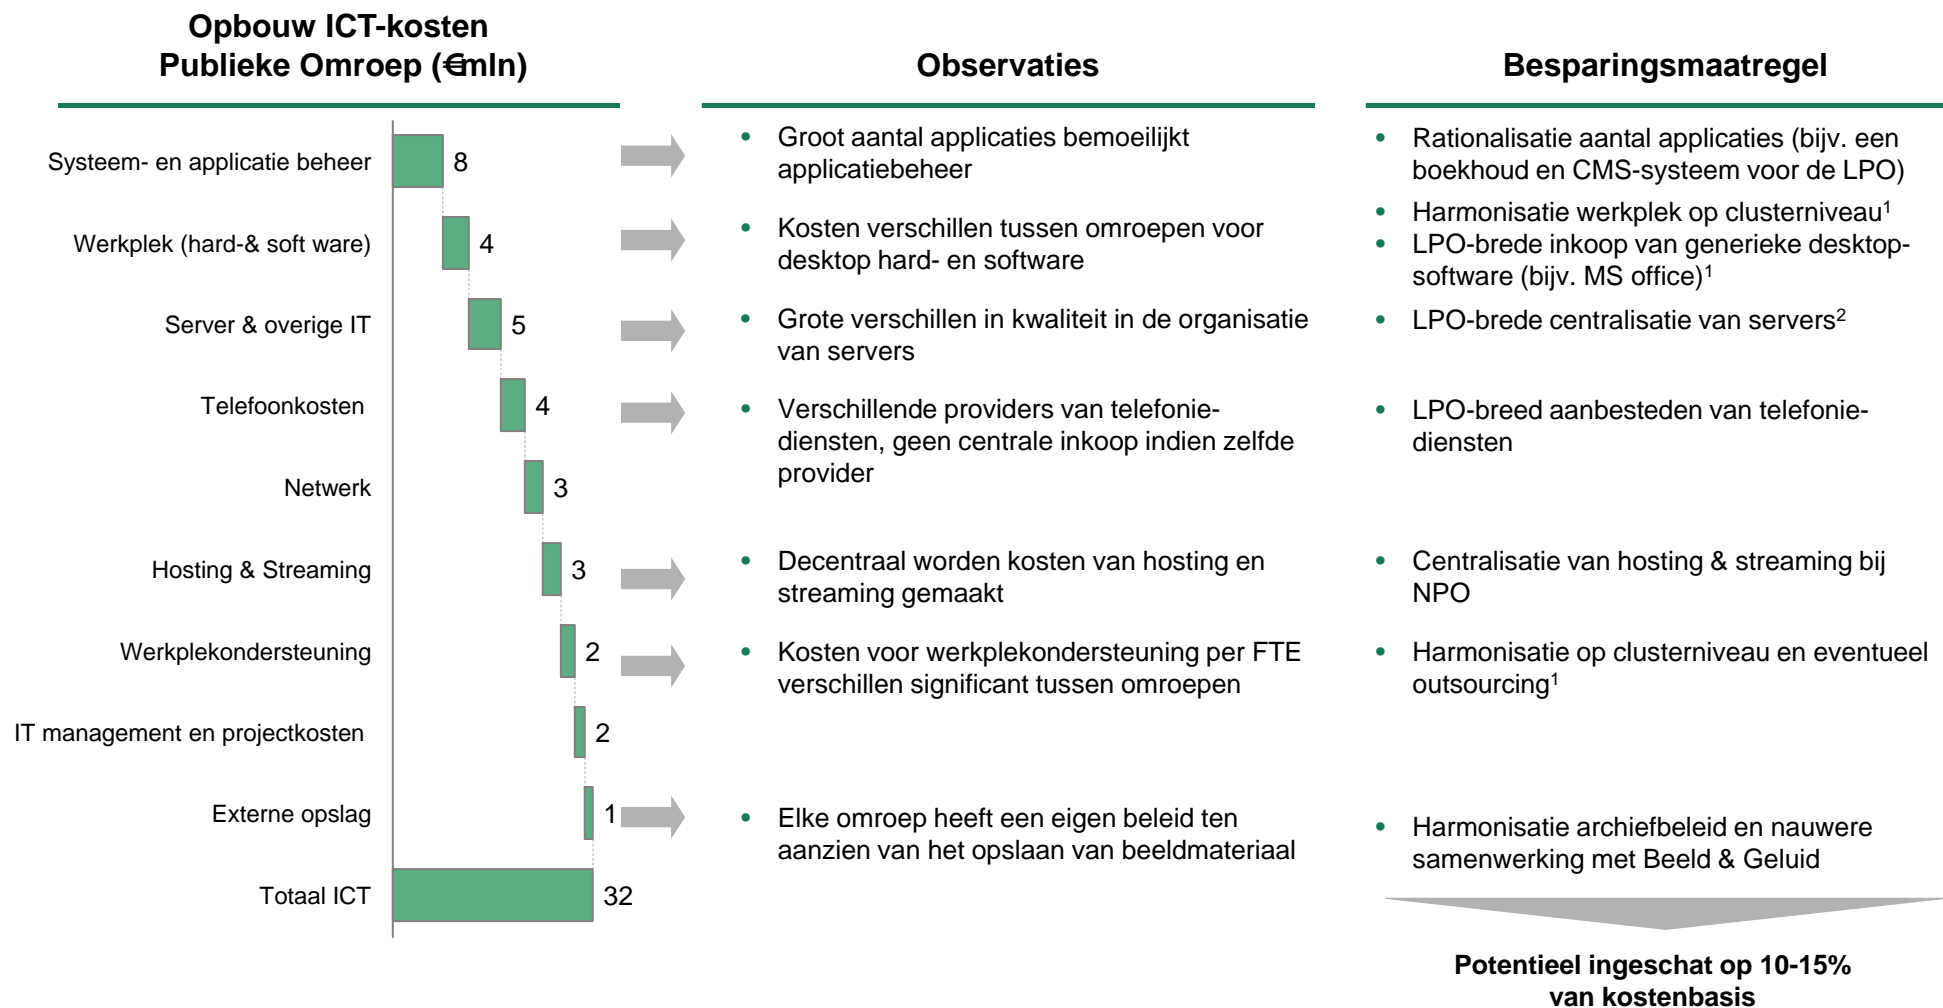 Opbouw ICT-kosten
Publieke Omroep (€mln)
Systeem- en applicatie beheer
8
Werkplek (hard-& soft ware)
4
Server & overige IT
5
Telefoonkosten
4
Netwerk
3
Hosting & Streaming
3
Werkplekondersteuning
2
IT management en projectkosten
2
Externe opslag
1
Totaal ICT
32
Observaties
• Groot aantal applicaties bemoeilijkt
applicatiebeheer
• Kosten verschillen tussen omroepen voor
desktop hard- en software
• Grote verschillen in kwaliteit in de organisatie
van servers
• Verschillende providers van telefonie-
diensten, geen centrale inkoop indien zelfde
provider
• Decentraal worden kosten van hosting en
streaming gemaakt
• Kosten voor werkplekondersteuning per FTE
verschillen significant tussen omroepen
• Elke omroep heeft een eigen beleid ten
aanzien van het opslaan van beeldmateriaal
Besparingsmaatregel
• Rationalisatie aantal applicaties (bijv. een
boekhoud en CMS-systeem voor de LPO)
• Harmonisatie werkplek op clusterniveau¹
• LPO-brede inkoop van generieke desktop-
software (bijv. MS office)¹
• LPO-brede centralisatie van servers²
• LPO-breed aanbesteden van telefonie-
diensten
• Centralisatie van hosting & streaming bij
NPO
• Harmonisatie op clusterniveau en eventueel
outsourcing¹
• Harmonisatie archiefbeleid en nauwere
samenwerking met Beeld & Geluid
Potentieel ingeschat op 10-15%
van kostenbasis